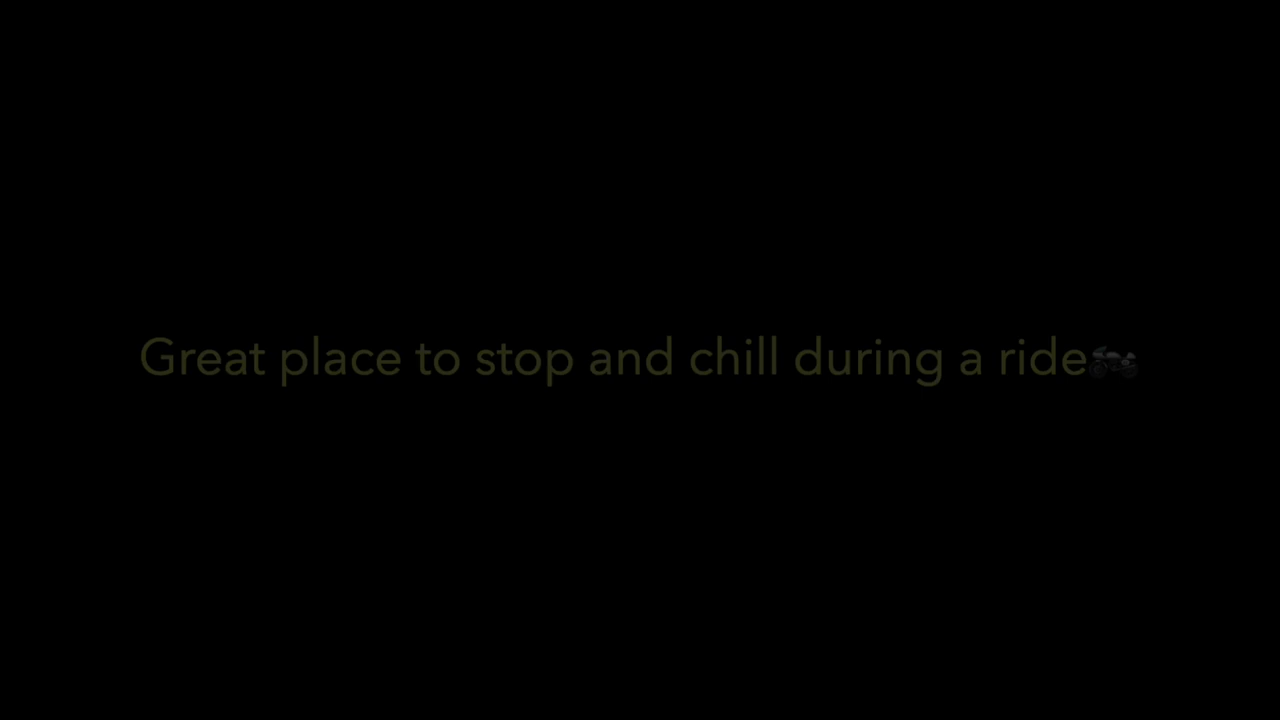 Great place to stop and chill during a ride🏍